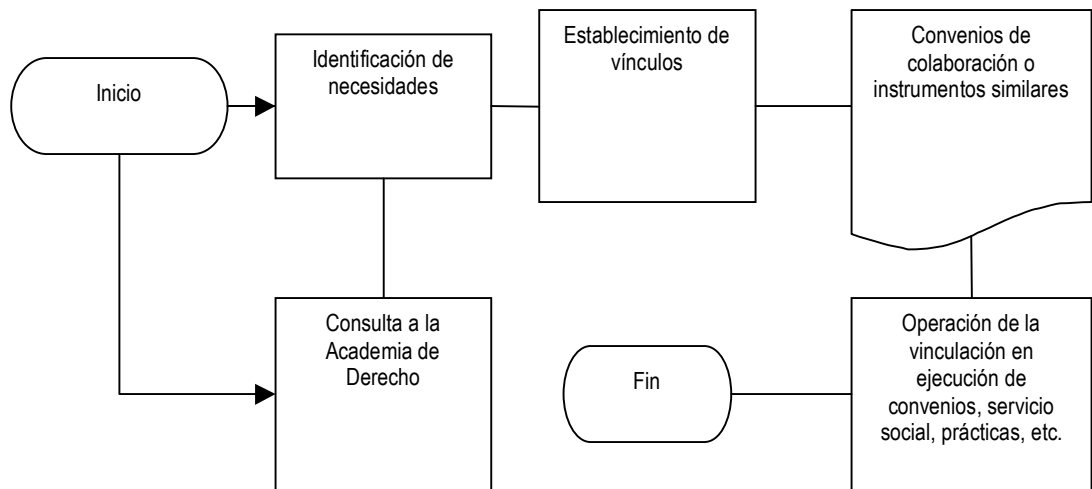 Inicio
Identificación de
necesidades
Establecimiento de
vínculos
Convenios de
colaboración o
instrumentos similares
Consulta a la
Academia de
Derecho
Fin
Operación de la
vinculación en
ejecución de
convenios, servicio
social, prácticas, etc.